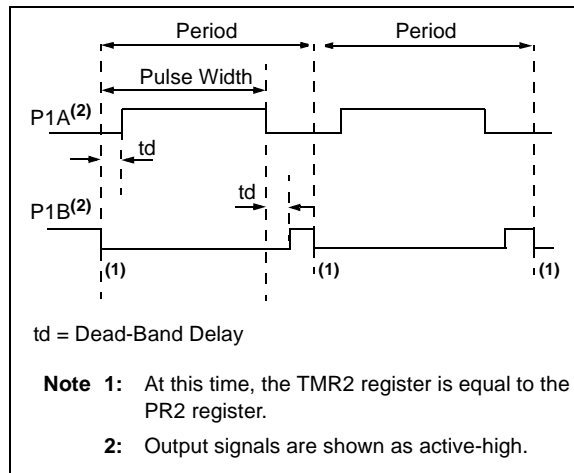 Period Period
Pulse Width
P1A(2)
td
td
P1B(2)
(1) (1) (1)
td = Dead-Band Delay
Note 1: At this time, the TMR2 register is equal to the
PR2 register.
2: Output signals are shown as active-high.